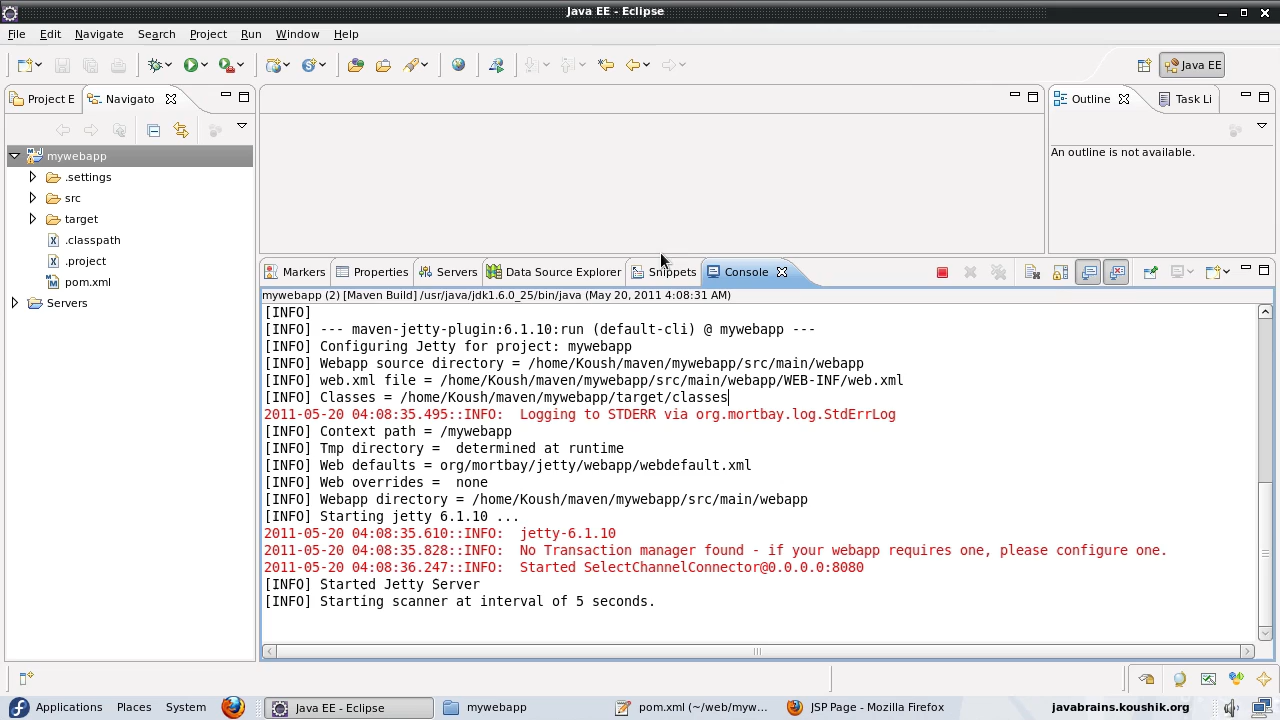 Java EE - Eclipse
File Edit Navigate Search Project Run Window Help
Java EE
Project E Navigato
Outline Task Li
mywebapp
.settings
src
target
.classpath
.project
pom.xml
Servers
An outline is not available.
Markers Properties Servers Data Source Explorer Snippets Console
mywebapp (2) [Maven Build] /usr/java/jdk1.6.0_25/bin/java (May 20, 2011 4:08:31 AM)
[INFO]
[INFO] --- maven-jetty-plugin:6.1.10:run (default-cli) @ mywebapp ---
[INFO] Configuring Jetty for project: mywebapp
[INFO] Webapp source directory = /home/Koush/maven/mywebapp/src/main/webapp
[INFO] web.xml file = /home/Koush/maven/mywebapp/src/main/webapp/WEB-INF/web.xml
[INFO] Classes = /home/Koush/maven/mywebapp/target/classes
2011-05-20 04:08:35.495::INFO:  Logging to STDERR via org.mortbay.log.StdErrLog
[INFO] Context path = /mywebapp
[INFO] Tmp directory =  determined at runtime
[INFO] Web defaults = org/mortbay/jetty/webapp/webdefault.xml
[INFO] Web overrides =  none
[INFO] Webapp directory = /home/Koush/maven/mywebapp/src/main/webapp
[INFO] Starting jetty 6.1.10 ...
2011-05-20 04:08:35.610::INFO:  jetty-6.1.10
2011-05-20 04:08:35.828::INFO:  No Transaction manager found - if your webapp requires one, please configure one.
2011-05-20 04:08:36.247::INFO:  Started SelectChannelConnector@0.0.0.0:8080
[INFO] Started Jetty Server
[INFO] Starting scanner at interval of 5 seconds.
Applications Places System Java EE - Eclipse mywebapp pom.xml (~/web/myw... JSP Page - Mozilla Firefox javabrains.koushik.org